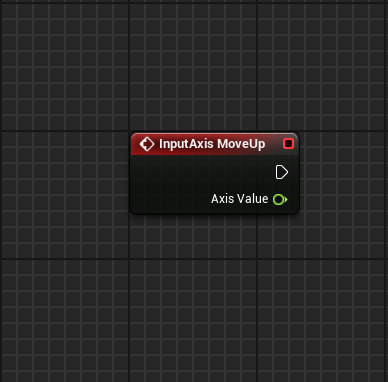 InputAxis MoveUp
Axis Value